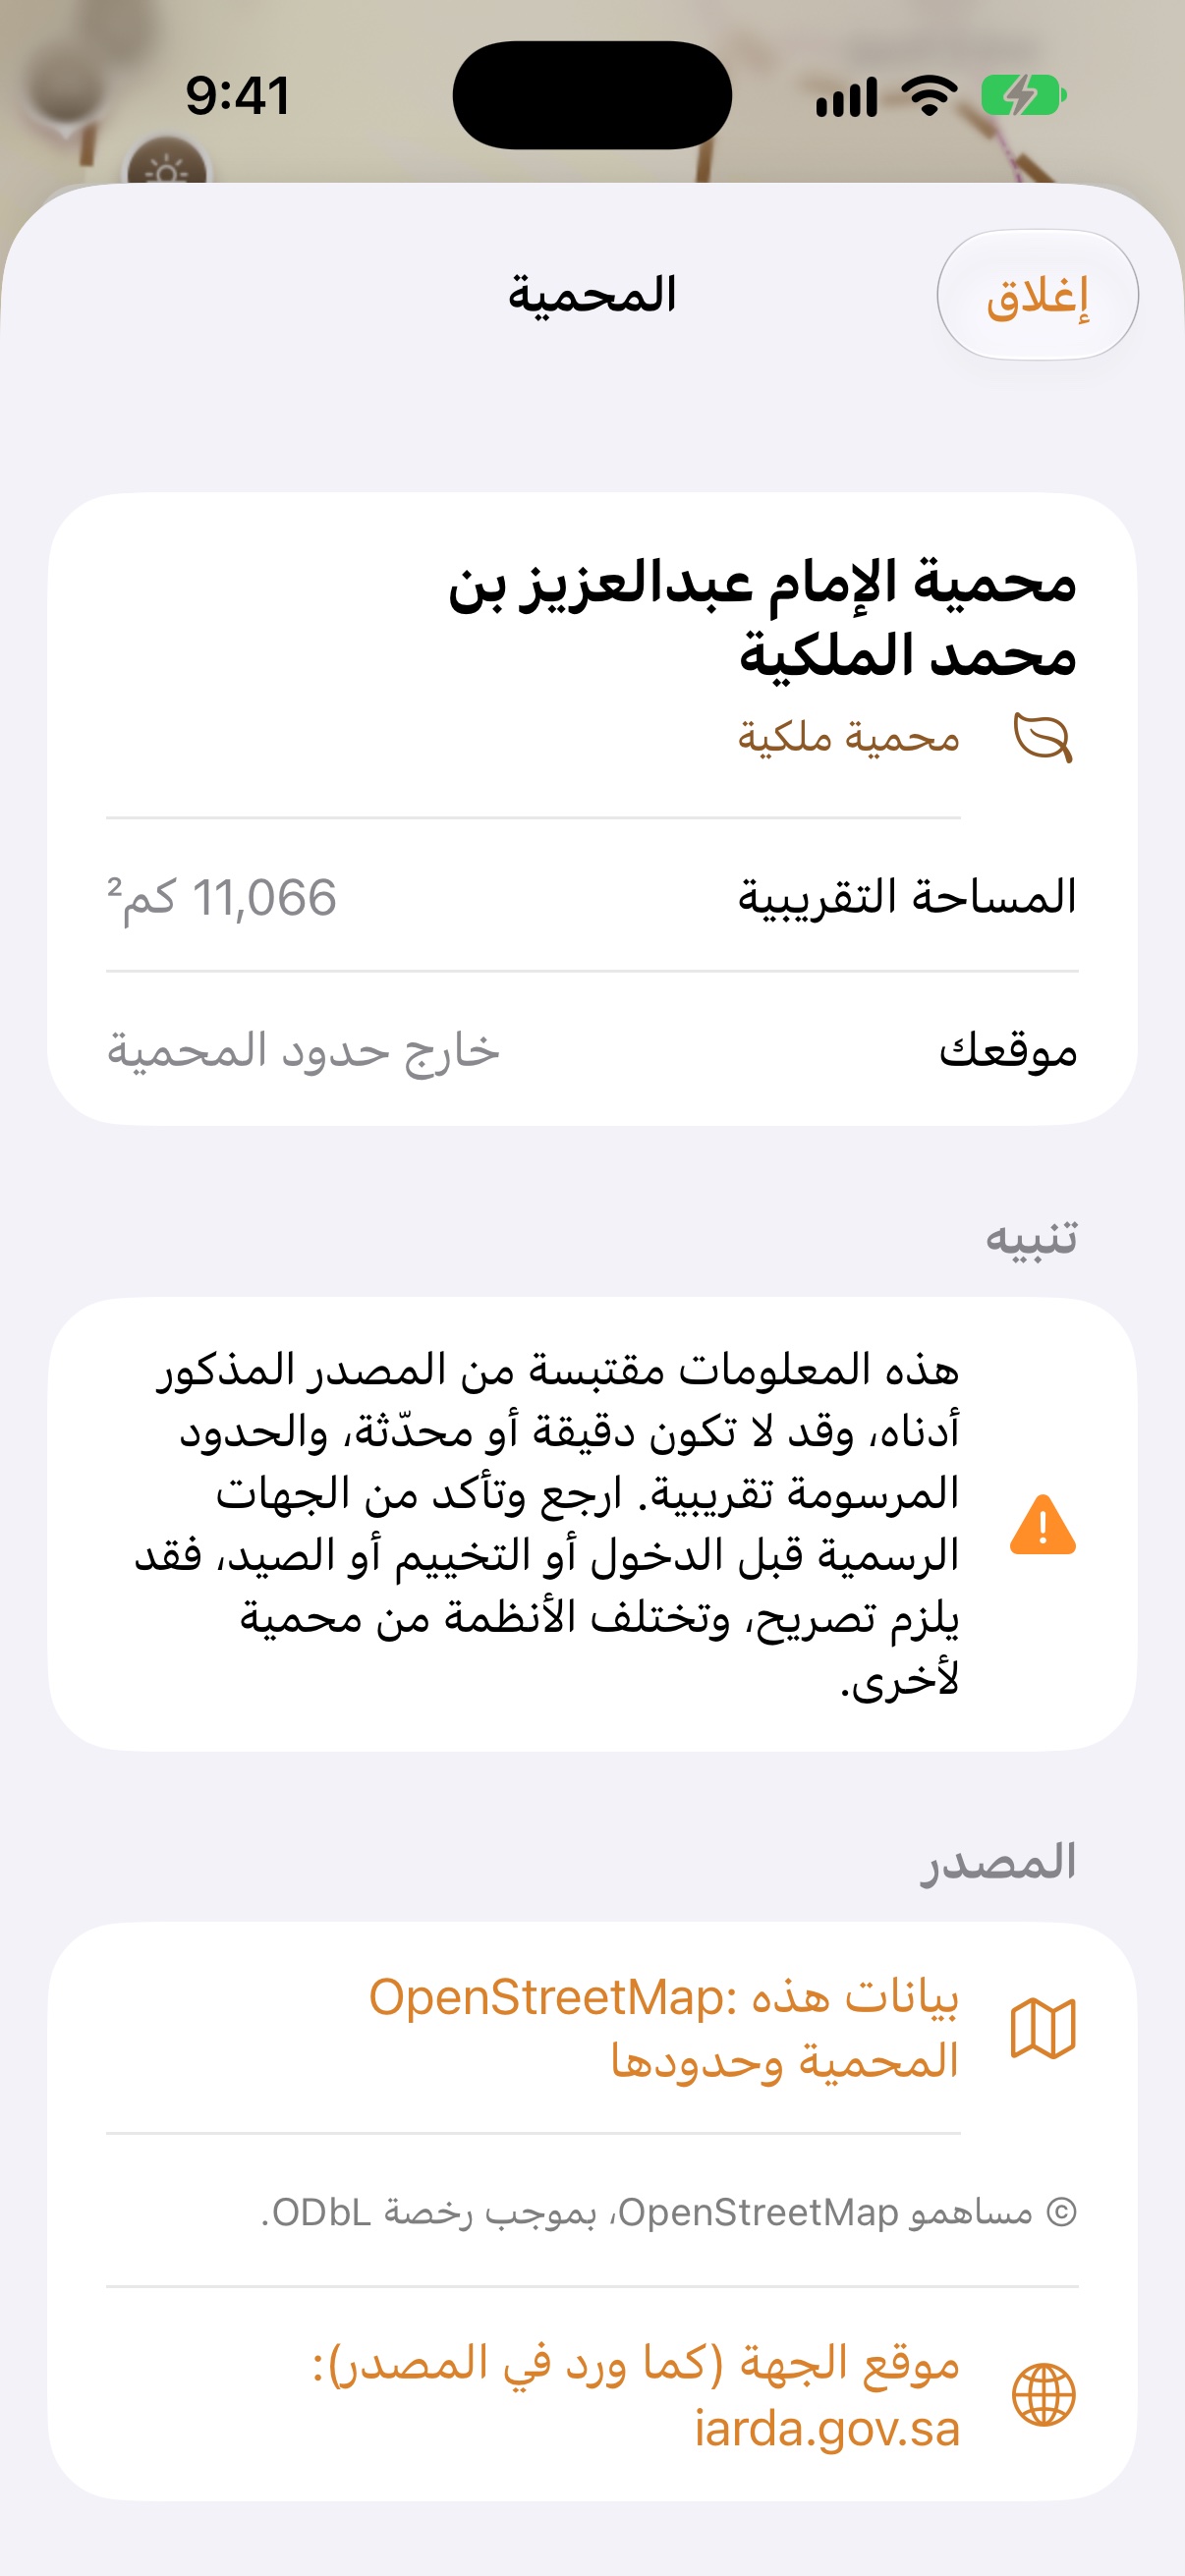 9:41
إغلاق
المحمية
محمية الإمام عبدالعزيز بن
محمد الملكية
محمية ملكية
المساحة التقريبية
11,066 كم²
موقعك
خارج حدود المحمية
تنبيه
هذه المعلومات مقتبسة من المصدر المذكور
أدناه، وقد لا تكون دقيقة أو محدّثة، والحدود
المرسومة تقريبية. ارجع وتأكد من الجهات
الرسمية قبل الدخول أو التخييم أو الصيد، فقد
يلزم تصريح، وتختلف الأنظمة من محمية
لأخرى.
المصدر
OpenStreetMap: بيانات هذه
المحمية وحدودها
© مساهمو OpenStreetMap، بموجب رخصة ODbL.
موقع الجهة (كما ورد في المصدر):
iarda.gov.sa